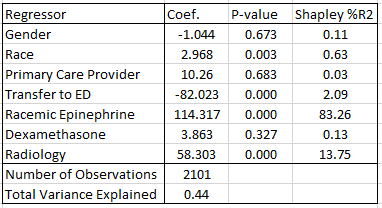 Regressor Coef. P-value Shapley %R2
Gender -1.044 0.673 0.11
Race 2.968 0.003 0.63
Primary Care Provider 10.26 0.683 0.03
Transfer to ED -82.023 0.000 2.09
Racemic Epinephrine 114.317 0.000 83.26
Dexamethasone 3.863 0.327 0.13
Radiology 58.303 0.000 13.75
Number of Observations 2101
Total Variance Explained 0.44